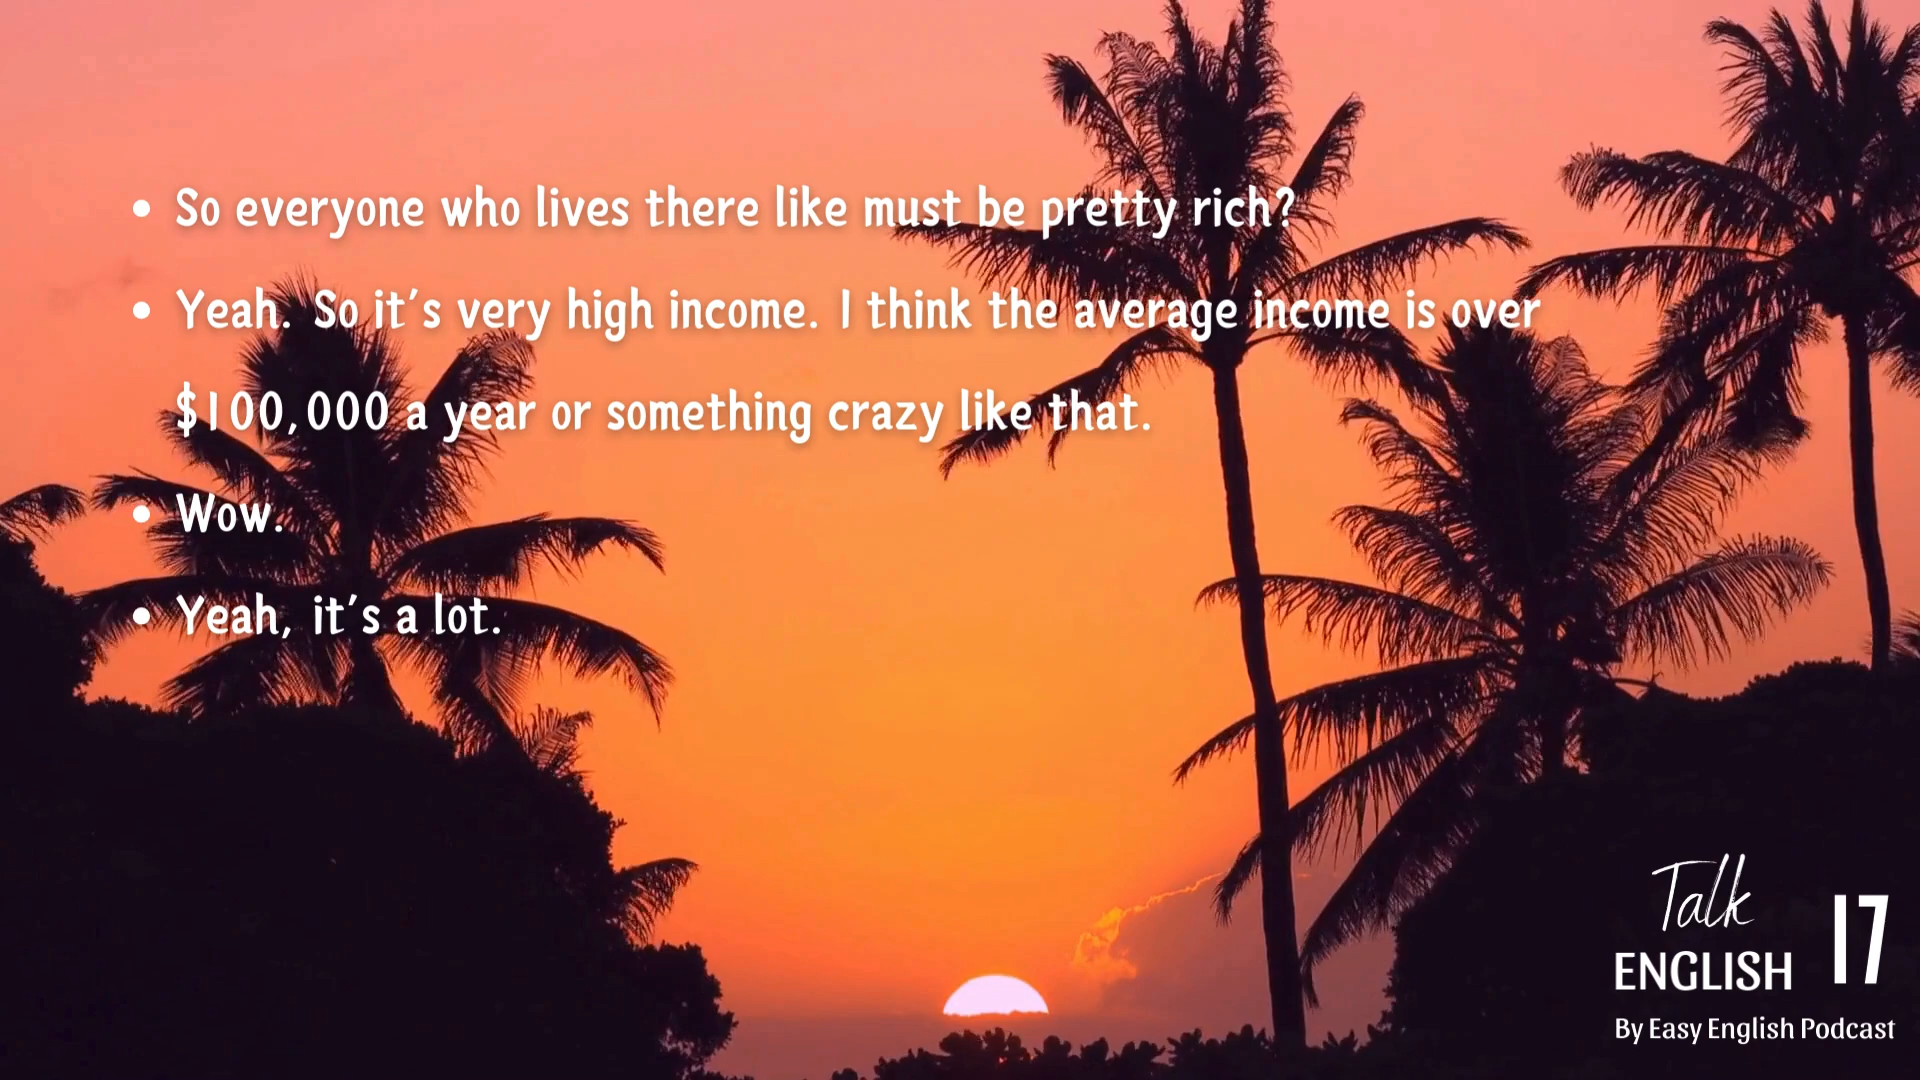 • So everyone who lives there like must be pretty rich?
• Yeah. So it's very high income. I think the average income is over
$100,000 a year or something crazy like that.
• Wow.
• Yeah, it's a lot.
Talk
ENGLISH 17
By Easy English Podcast